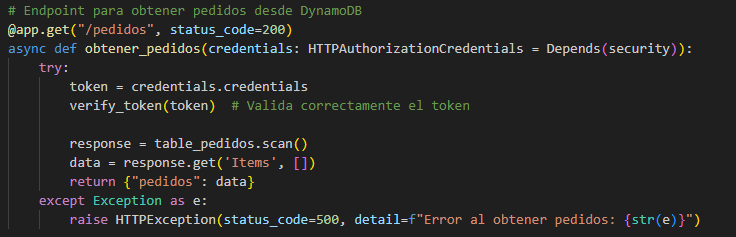 # Endpoint para obtener pedidos desde DynamoDB
@app.get("/pedidos", status_code=200)
async def obtener_pedidos(credentials: HTTPAuthorizationCredentials = Depends(security)):
    try:
        token = credentials.credentials
        verify_token(token)  # Valida correctamente el token

        response = table_pedidos.scan()
        data = response.get('Items', [])
        return {"pedidos": data}
    except Exception as e:
        raise HTTPException(status_code=500, detail=f"Error al obtener pedidos: {str(e)}")